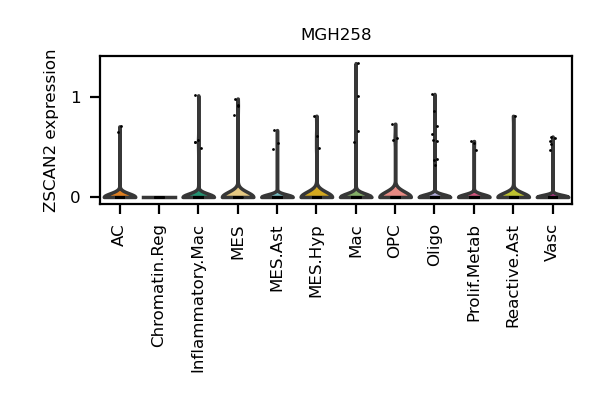 MGH258
ZSCAN2 expression
1
0
AC
Chromatin.Reg
Inflammatory.Mac
MES
MES.Ast
MES.Hyp
Mac
OPC
Oligo
Prolif.Metab
Reactive.Ast
Vasc